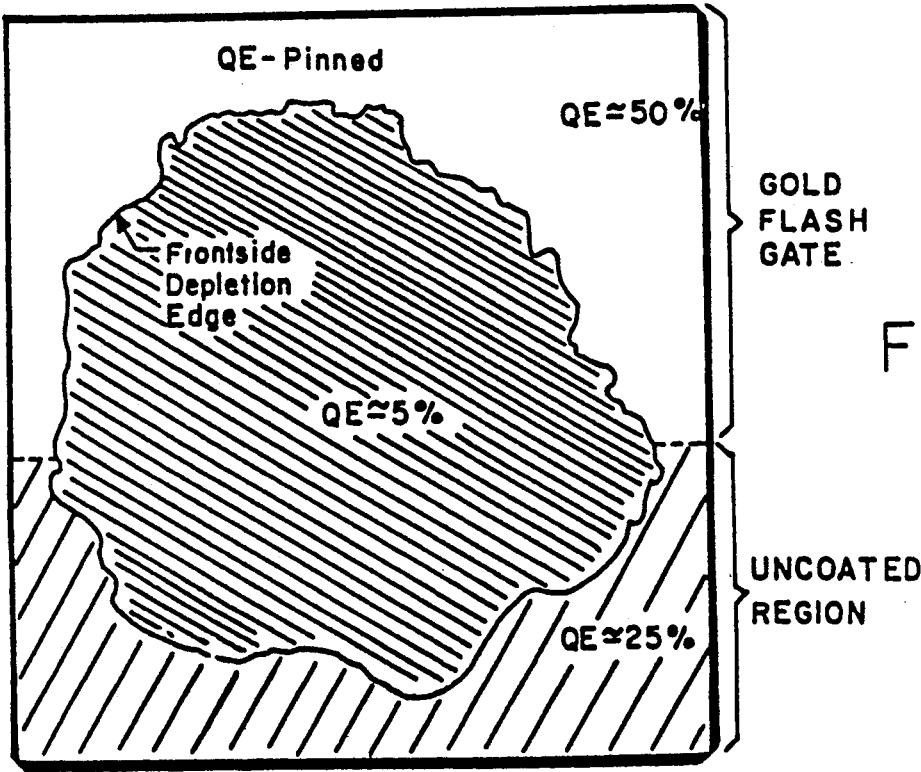 QE-Pinned
QE≃50%
GOLD
FLASH
GATE
Frontside
Depletion
Edge
F
QE≃5%
UNCOATED
REGION
QE≃25%